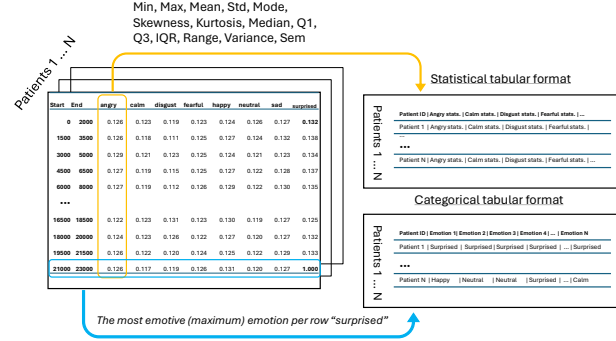 Min, Max, Mean, Std, Mode,
Skewness, Kurtosis, Median, Q1,
Q3, IQR, Range, Variance, Sem
Patients 1 … N
Start End angry calm disgust fearful happy neutral sad surprised
0 2000 0.126 0.123 0.119 0.123 0.124 0.126 0.127 0.132
1500 3500 0.126 0.118 0.111 0.125 0.127 0.124 0.132 0.138
3000 5000 0.129 0.121 0.123 0.125 0.124 0.121 0.123 0.134
4500 6500 0.127 0.119 0.115 0.125 0.127 0.122 0.128 0.137
6000 8000 0.127 0.119 0.112 0.126 0.129 0.122 0.130 0.135
•••
16500 18500 0.122 0.123 0.131 0.123 0.130 0.119 0.127 0.125
18000 20000 0.124 0.123 0.126 0.122 0.127 0.120 0.127 0.132
19500 21500 0.126 0.122 0.120 0.124 0.125 0.122 0.129 0.133
21000 23000 0.126 0.117 0.119 0.126 0.131 0.120 0.127 1.000
The most emotive (maximum) emotion per row “surprised”
Statistical tabular format
Patients 1 … N
Patient ID | Angry stats. | Calm stats. | Disgust stats. | Fearful stats. | …
Patient 1 | Angry stats. | Calm stats. | Disgust stats. | Fearful stats. |
…
•••
Patient N | Angry stats. | Calm stats. | Disgust stats. | Fearful stats. | …
Categorical tabular format
Patients 1 … N
Patient ID | Emotion 1| Emotion 2 | Emotion 3 | Emotion 4 | … | Emotion N
Patient 1 | Surprised | Surprised | Surprised | Surprised | … | Surprised
•••
Patient N | Happy | Neutral | Neutral | Surprised | … | Calm